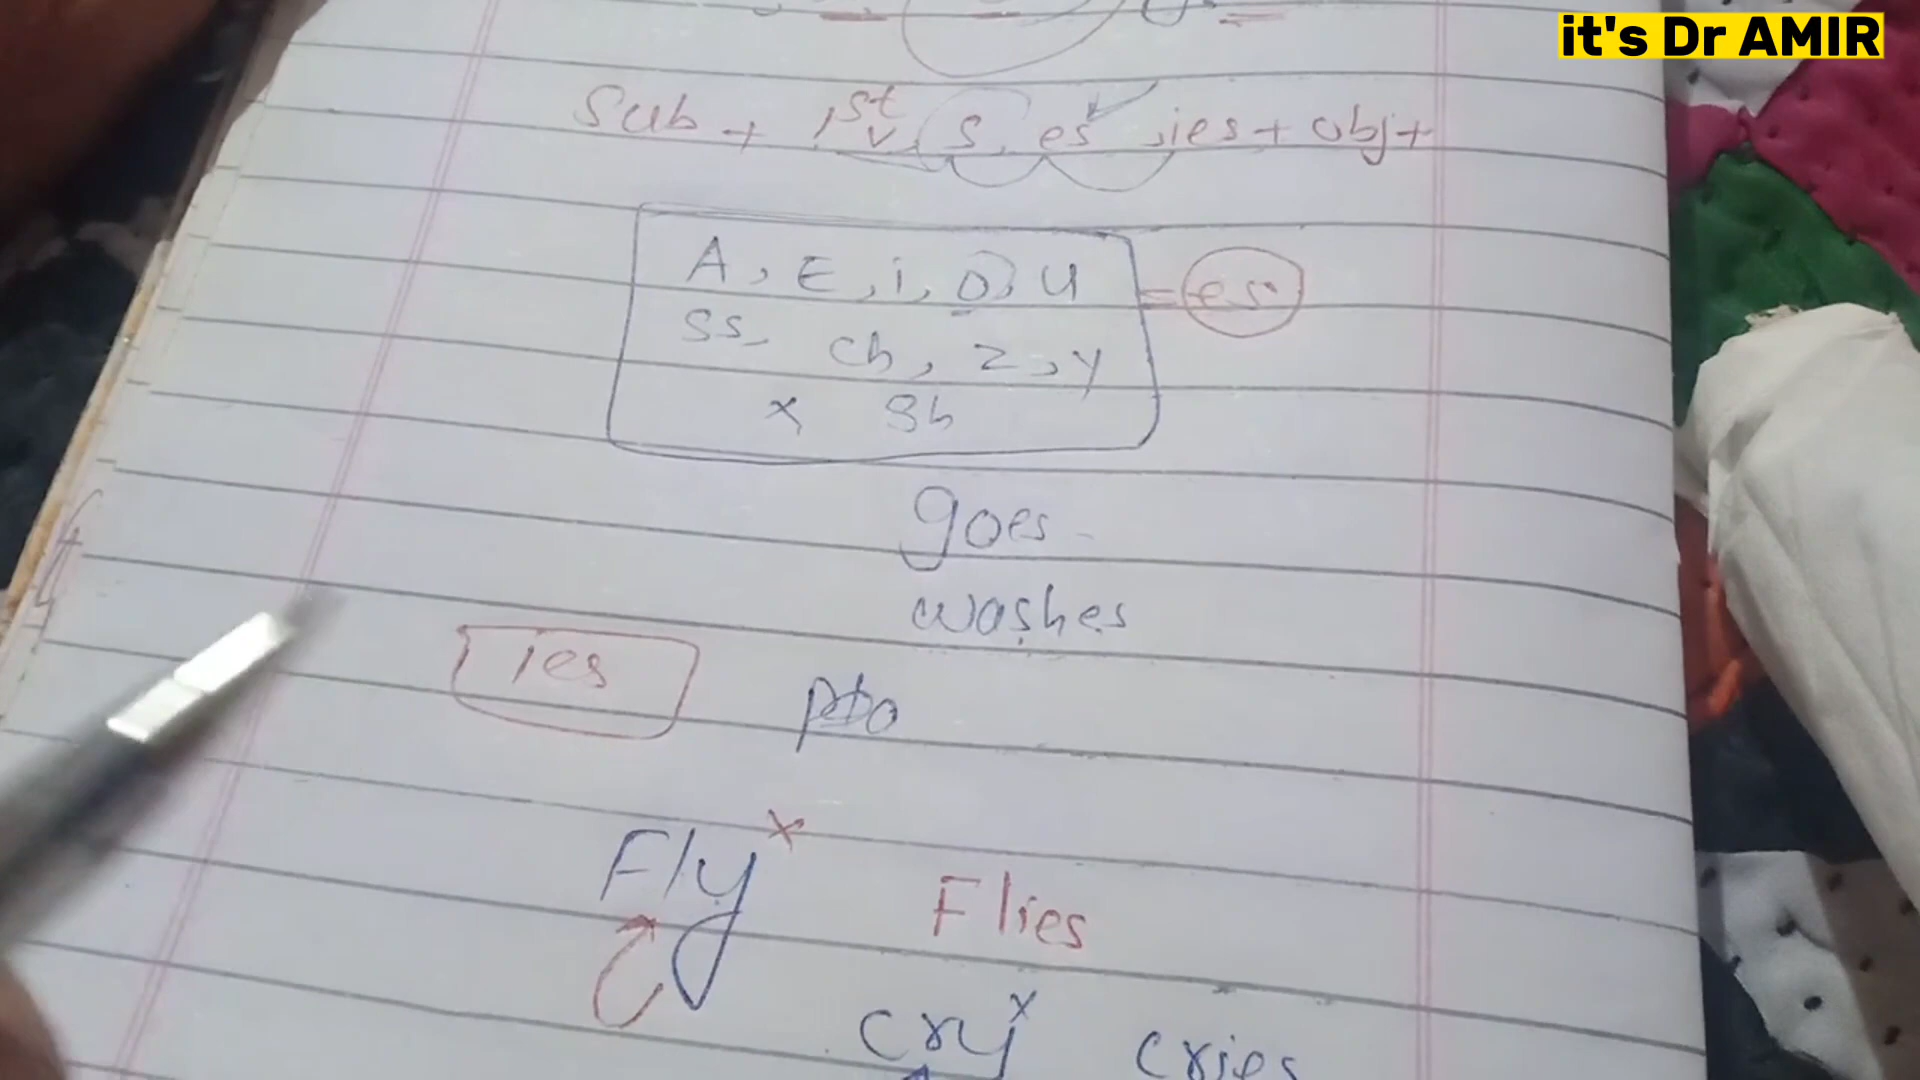 it's Dr AMIR
Sub + 1st v, s, es, ies + obj +
A, E, i, O, U = es
SS, ch, z, y
x sh
goes
washes
ies
Fly x Flies
cry x cries